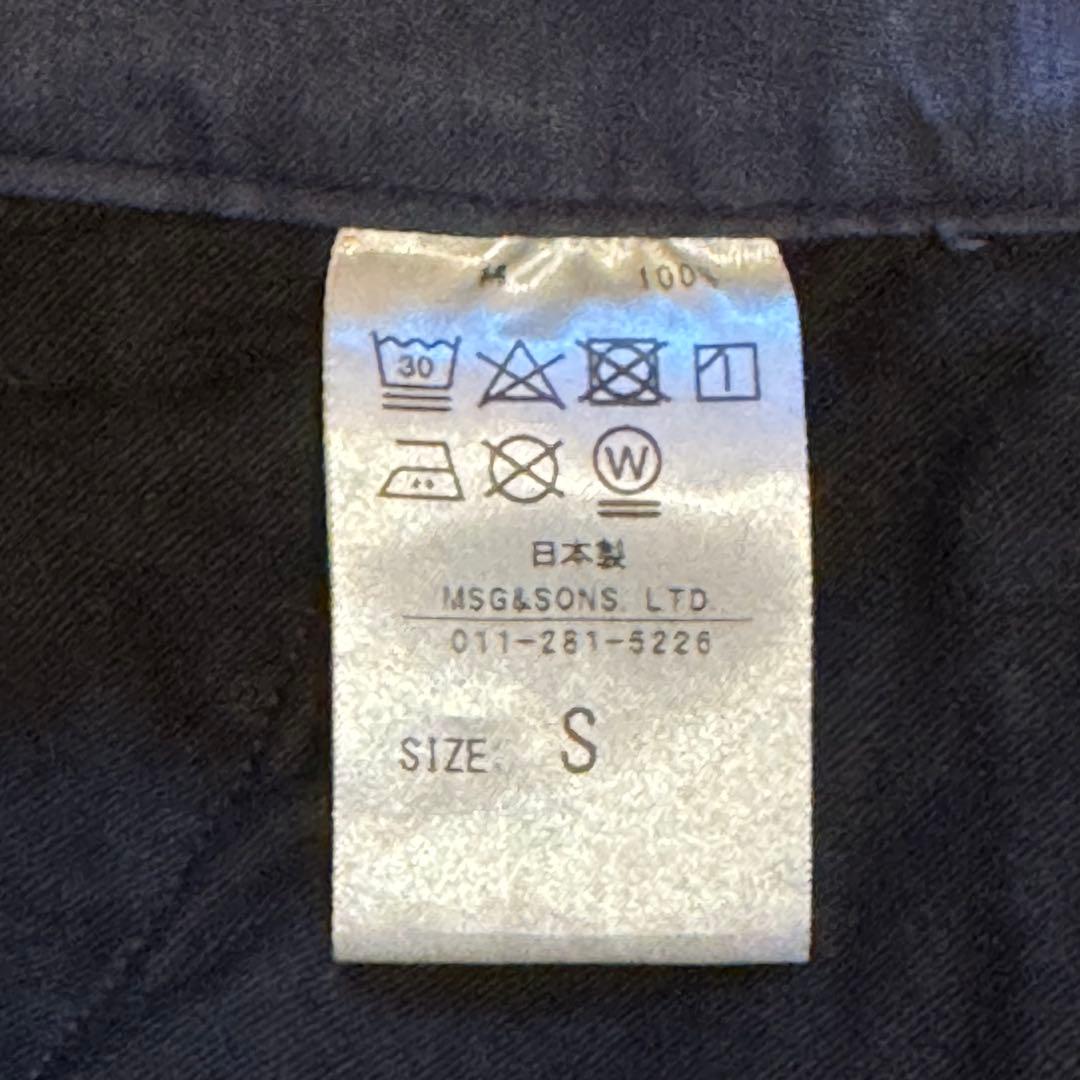 100%
30
W
日本製
MSG&SONS. LTD.
011-281-5226
SIZE S